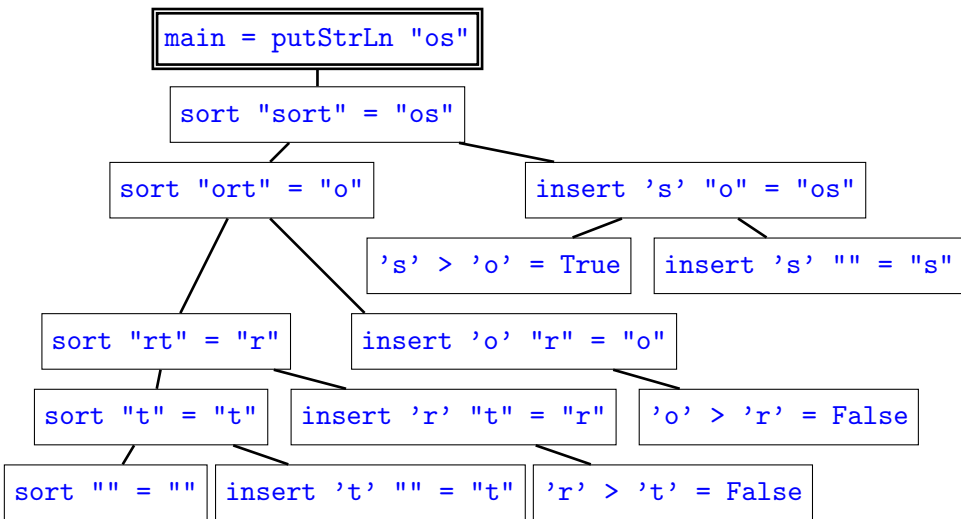 main = putStrLn "os"
sort "sort" = "os"
sort "ort" = "o"
insert 's' "o" = "os"
's' > 'o' = True
insert 's' "" = "s"
sort "rt" = "r"
insert 'o' "r" = "o"
sort "t" = "t"
insert 'r' "t" = "r"
'o' > 'r' = False
sort "" = ""
insert 't' "" = "t"
'r' > 't' = False